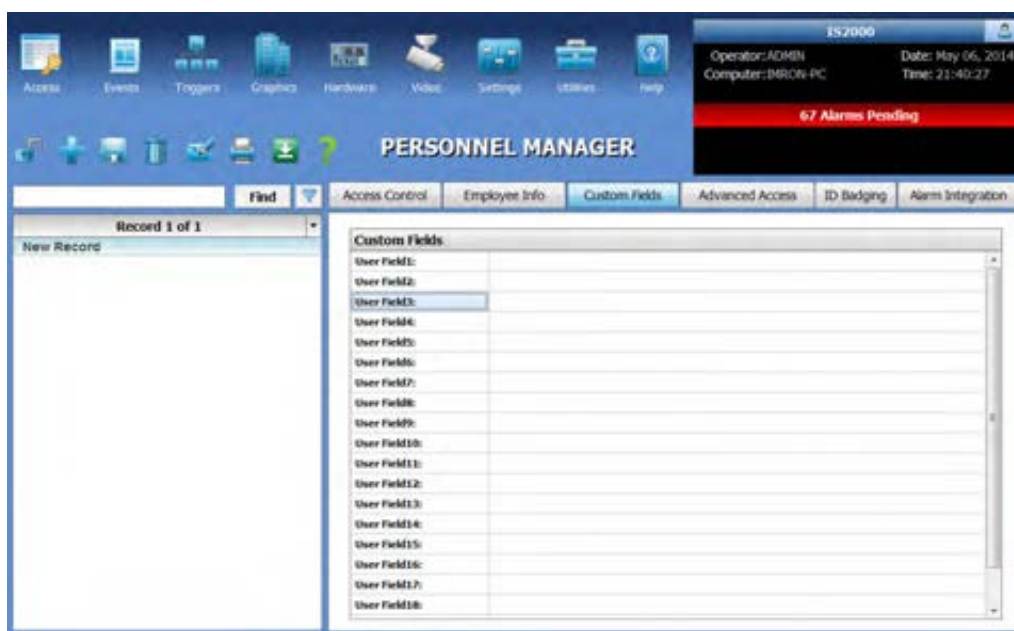 IS2000
Operator:ADMIN Date: May 06, 2014
Computer:IMRON-PC Time: 21:40:27
67 Alarms Pending
Access Events Triggers Graphics Hardware Video Settings Utilities Help
PERSONNEL MANAGER
Find
Access Control Employee Info Custom Fields Advanced Access ID Badging Alarm Integration
Record 1 of 1
New Record
Custom Fields
User Field1:
User Field2:
User Field3:
User Field4:
User Field5:
User Field6:
User Field7:
User Field8:
User Field9:
User Field10:
User Field11:
User Field12:
User Field13:
User Field14:
User Field15:
User Field16:
User Field17:
User Field18: